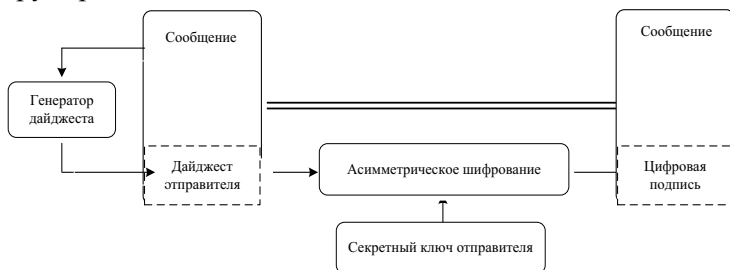 Сообщение
Сообщение
Генератор
дайджеста
Дайджест
отправителя
Асимметрическое шифрование
Цифровая
подпись
Секретный ключ отправителя